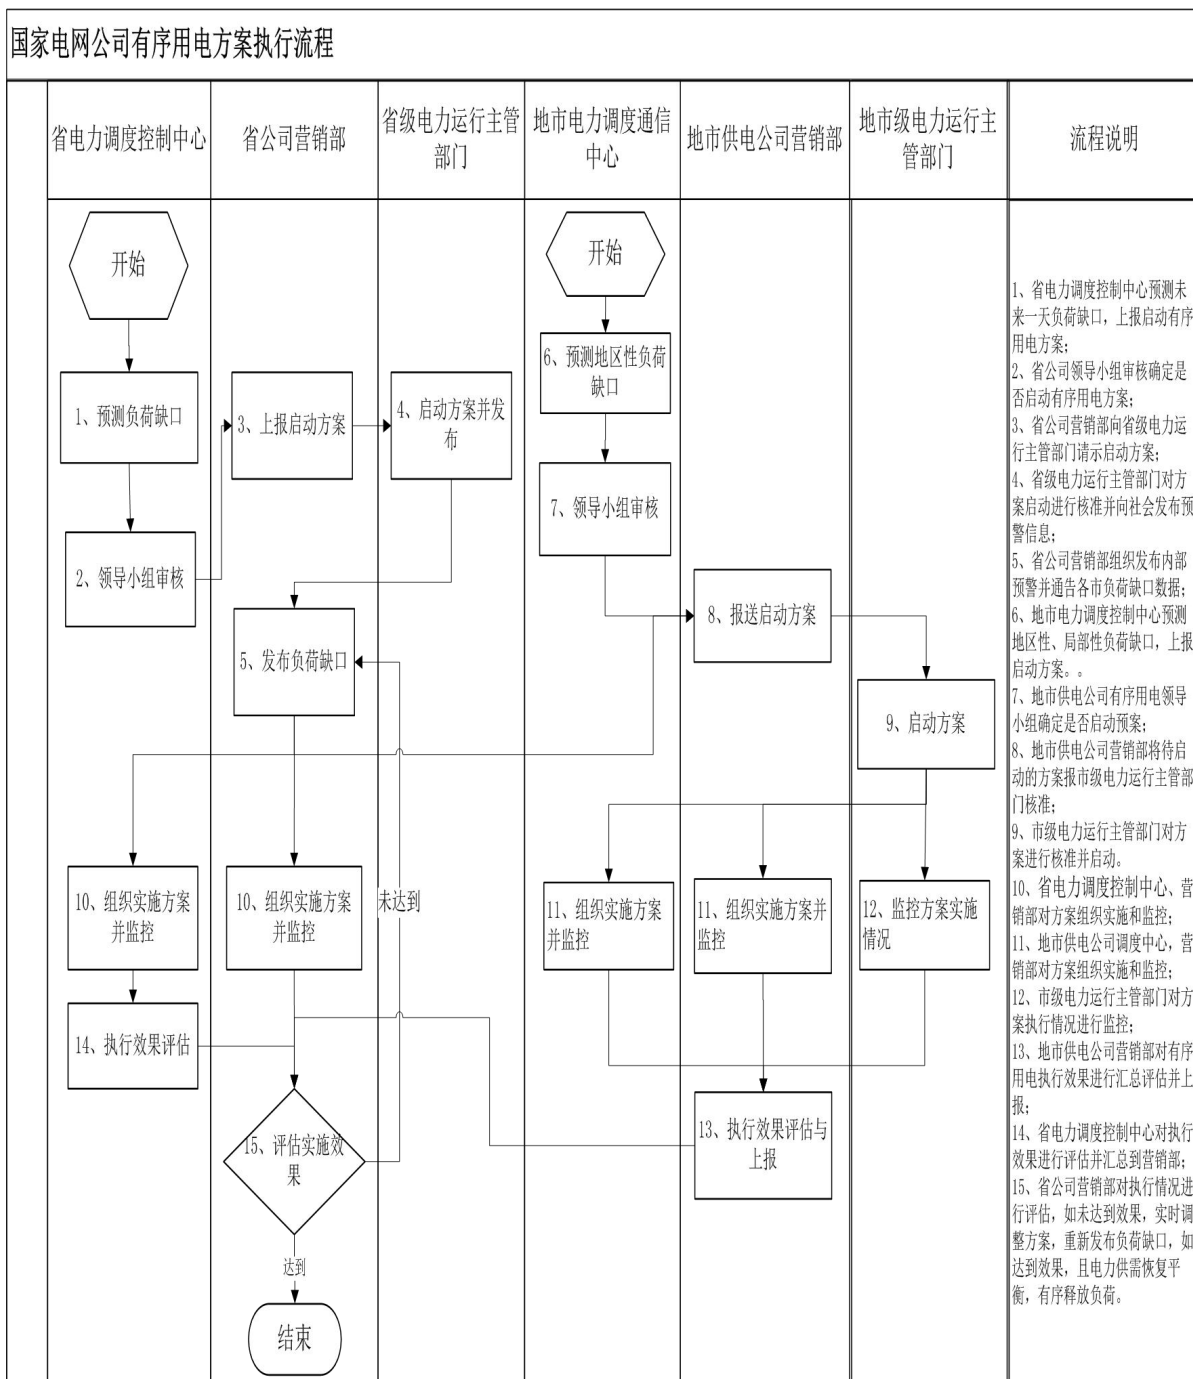 国家电网公司有序用电方案执行流程
省电力调度控制中心
省公司营销部
省级电力运行主管
部门
地市电力调度通信
中心
地市供电公司营销部
地市级电力运行主
管部门
流程说明
开始
1、预测负荷缺口
2、领导小组审核
3、上报启动方案
4、启动方案并发
布
5、发布负荷缺口
开始
6、预测地区性负荷
缺口
7、领导小组审核
8、报送启动方案
9、启动方案
10、组织实施方案
并监控
10、组织实施方案
并监控
未达到
11、组织实施方案
并监控
11、组织实施方案并
监控
12、监控方案实施
情况
14、执行效果评估
13、执行效果评估与
上报
15、评估实施效
果
达到
结束
1、省电力调度控制中心预测未
来一天负荷缺口，上报启动有序
用电方案；
2、省公司领导小组审核确定是
否启动有序用电方案；
3、省公司营销部向省级电力运
行主管部门请示启动方案；
4、省级电力运行主管部门对方
案启动进行核准并向社会发布预
警信息；
5、省公司营销部组织发布内部
预警并通告各市负荷缺口数据；
6、地市电力调度控制中心预测
地区性、局部性负荷缺口，上报
启动方案。。
7、地市供电公司有序用电领导
小组确定是否启动预案；
8、地市供电公司营销部将待启
动的方案报市级电力运行主管部
门核准；
9、市级电力运行主管部门对方
案进行核准并启动。
10、省电力调度控制中心、营
销部对方案组织实施和监控；
11、地市供电公司调度中心，营
销部对方案组织实施和监控；
12、市级电力运行主管部门对方
案执行情况进行监控；
13、地市供电公司营销部对有序
用电执行效果进行汇总评估并上
报；
14、省电力调度控制中心对执行
效果进行评估并汇总到营销部；
15、省公司营销部对执行情况进
行评估，如未达到效果，实时调
整方案，重新发布负荷缺口，如
达到效果，且电力供需恢复平
衡，有序释放负荷。